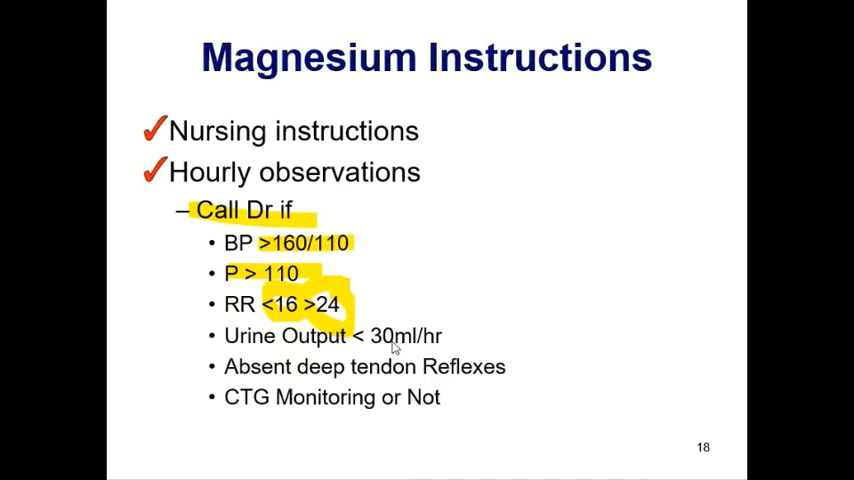 Magnesium Instructions
✓Nursing instructions
✓Hourly observations
– Call Dr if
• BP >160/110
• P > 110
• RR <16 >24
• Urine Output < 30ml/hr
• Absent deep tendon Reflexes
• CTG Monitoring or Not
18